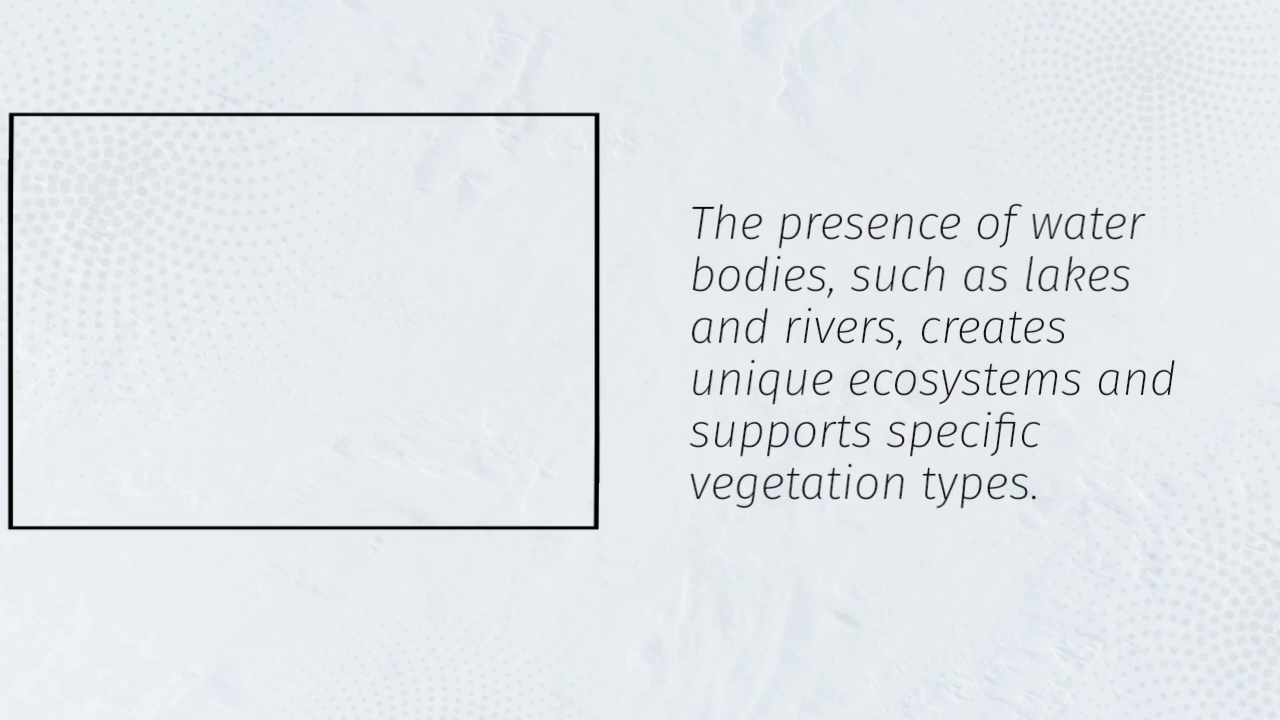 The presence of water
bodies, such as lakes
and rivers, creates
unique ecosystems and
supports specific
vegetation types.